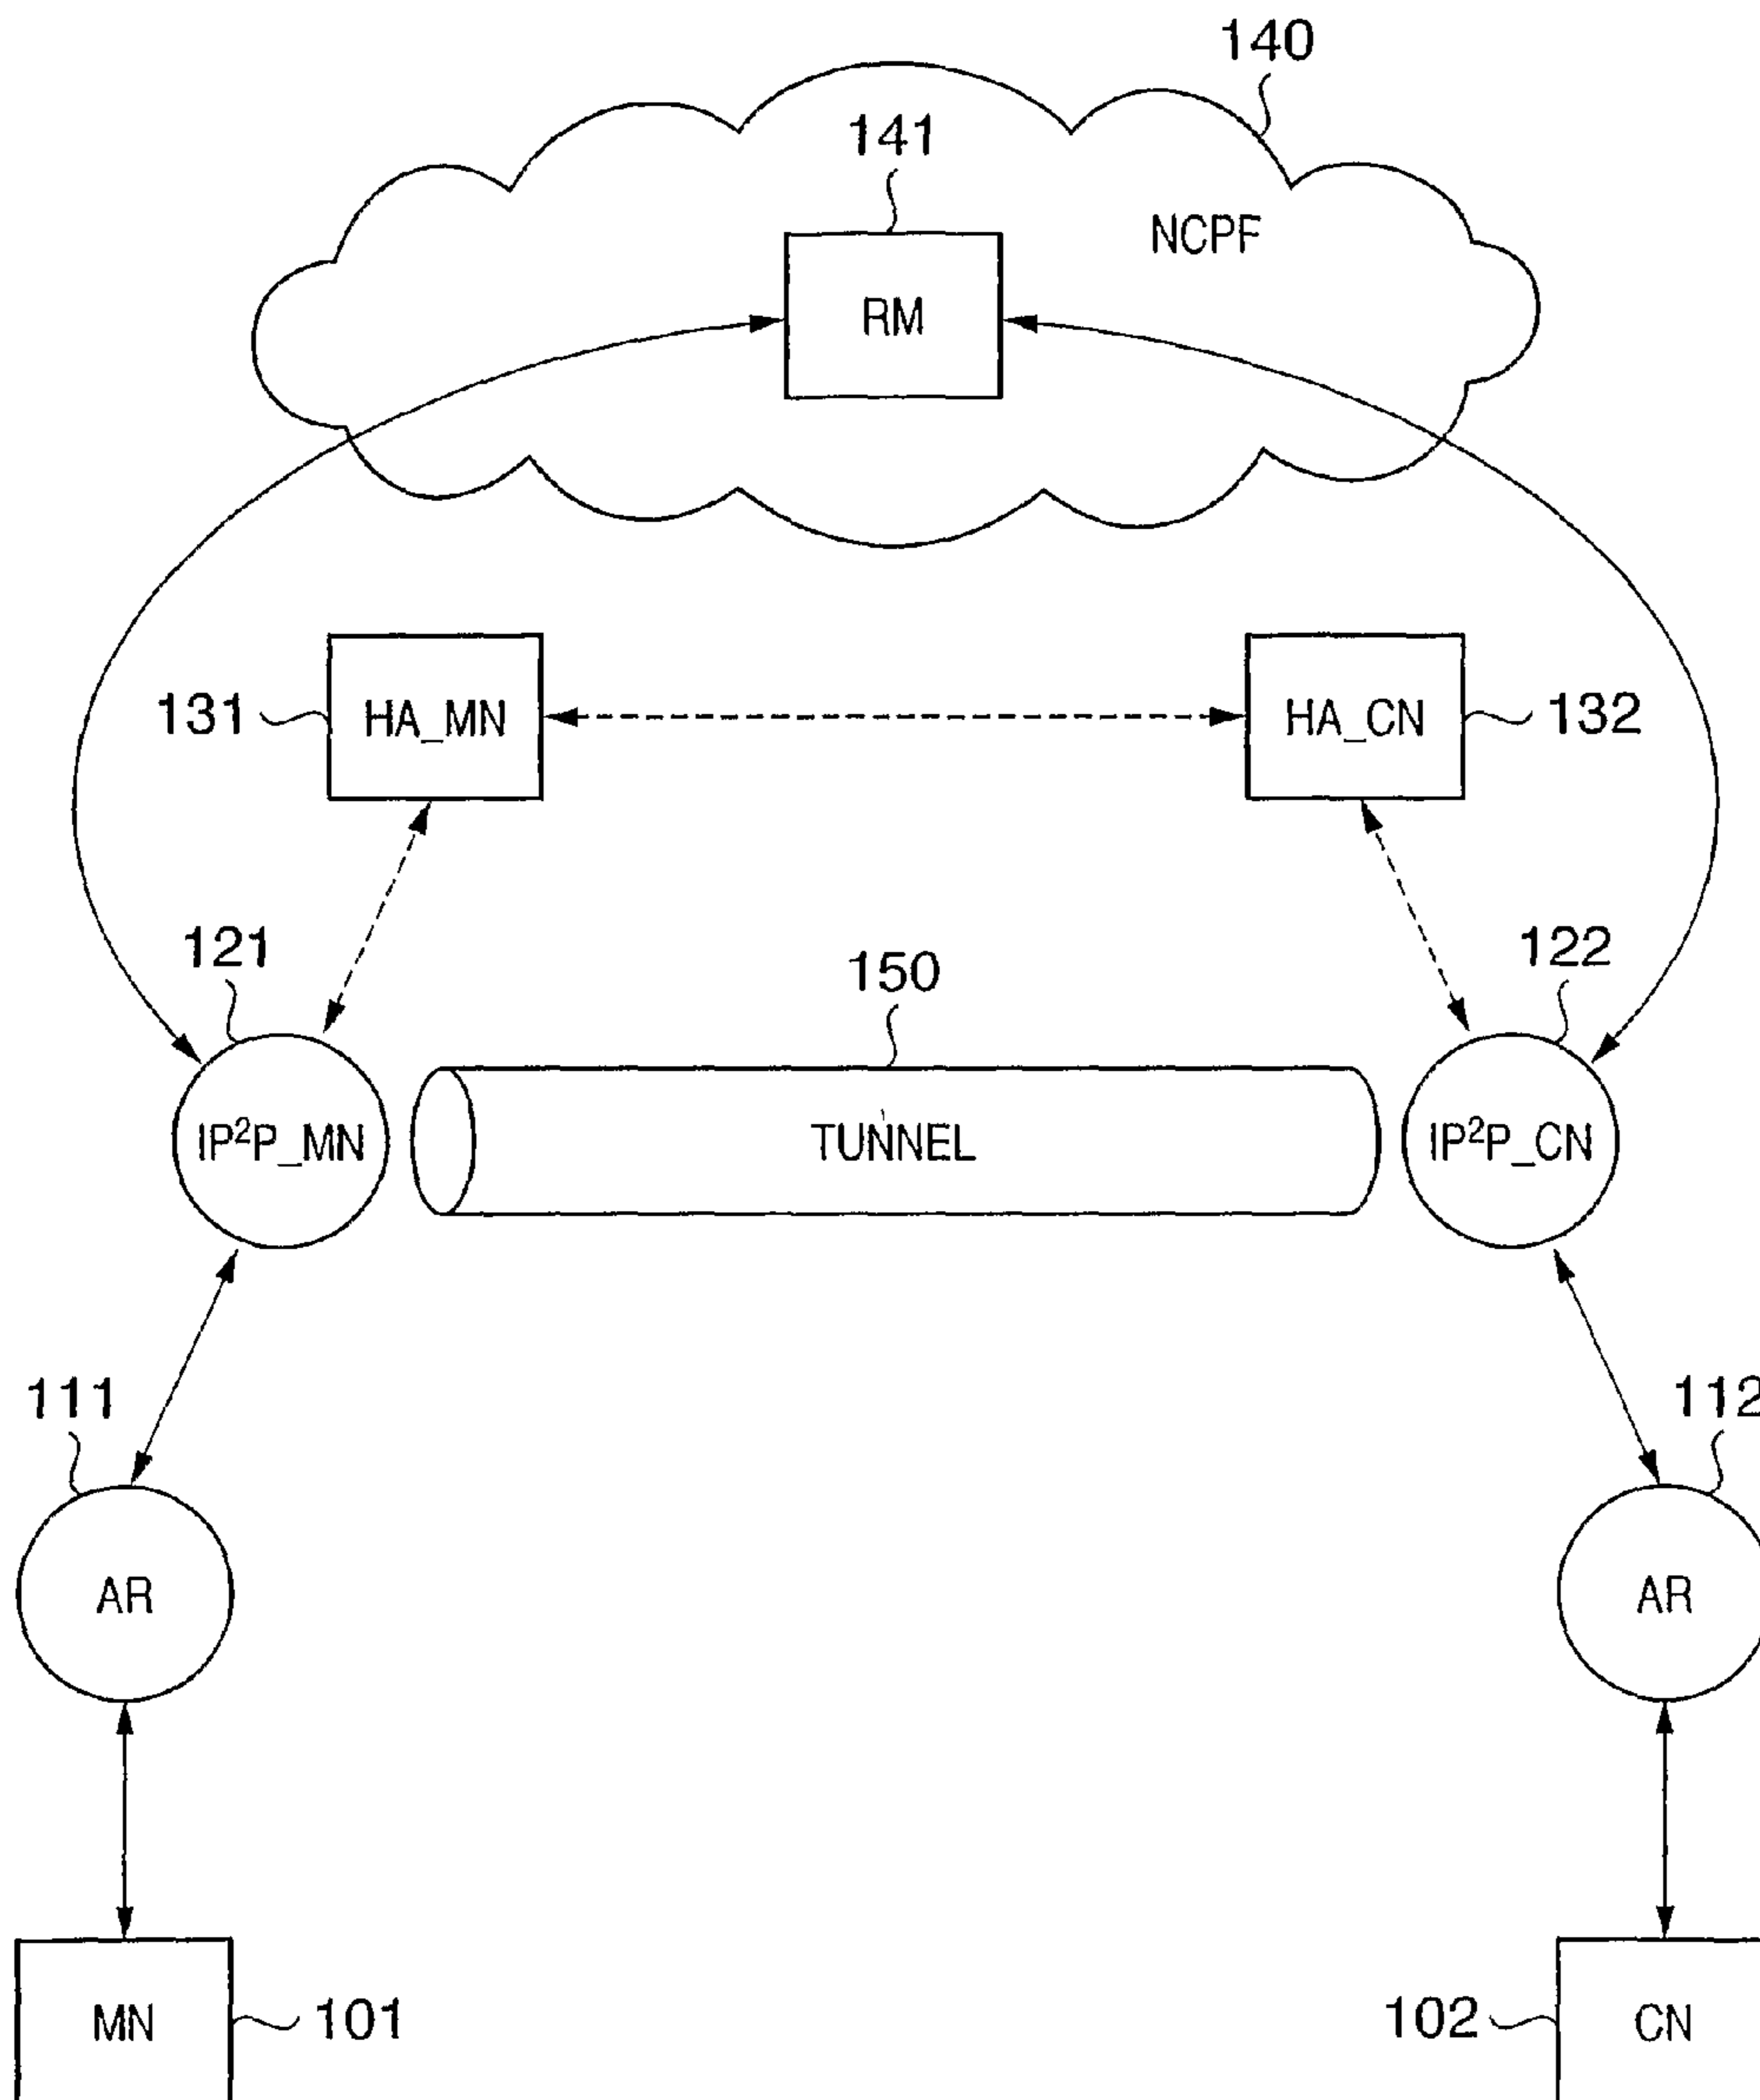 140
141
NCPF
RM
131
HA_MN
HA_CN
132
121
150
122
IP²P_MN
TUNNEL
IP²P_CN
111
112
AR
AR
MN
101
102
CN